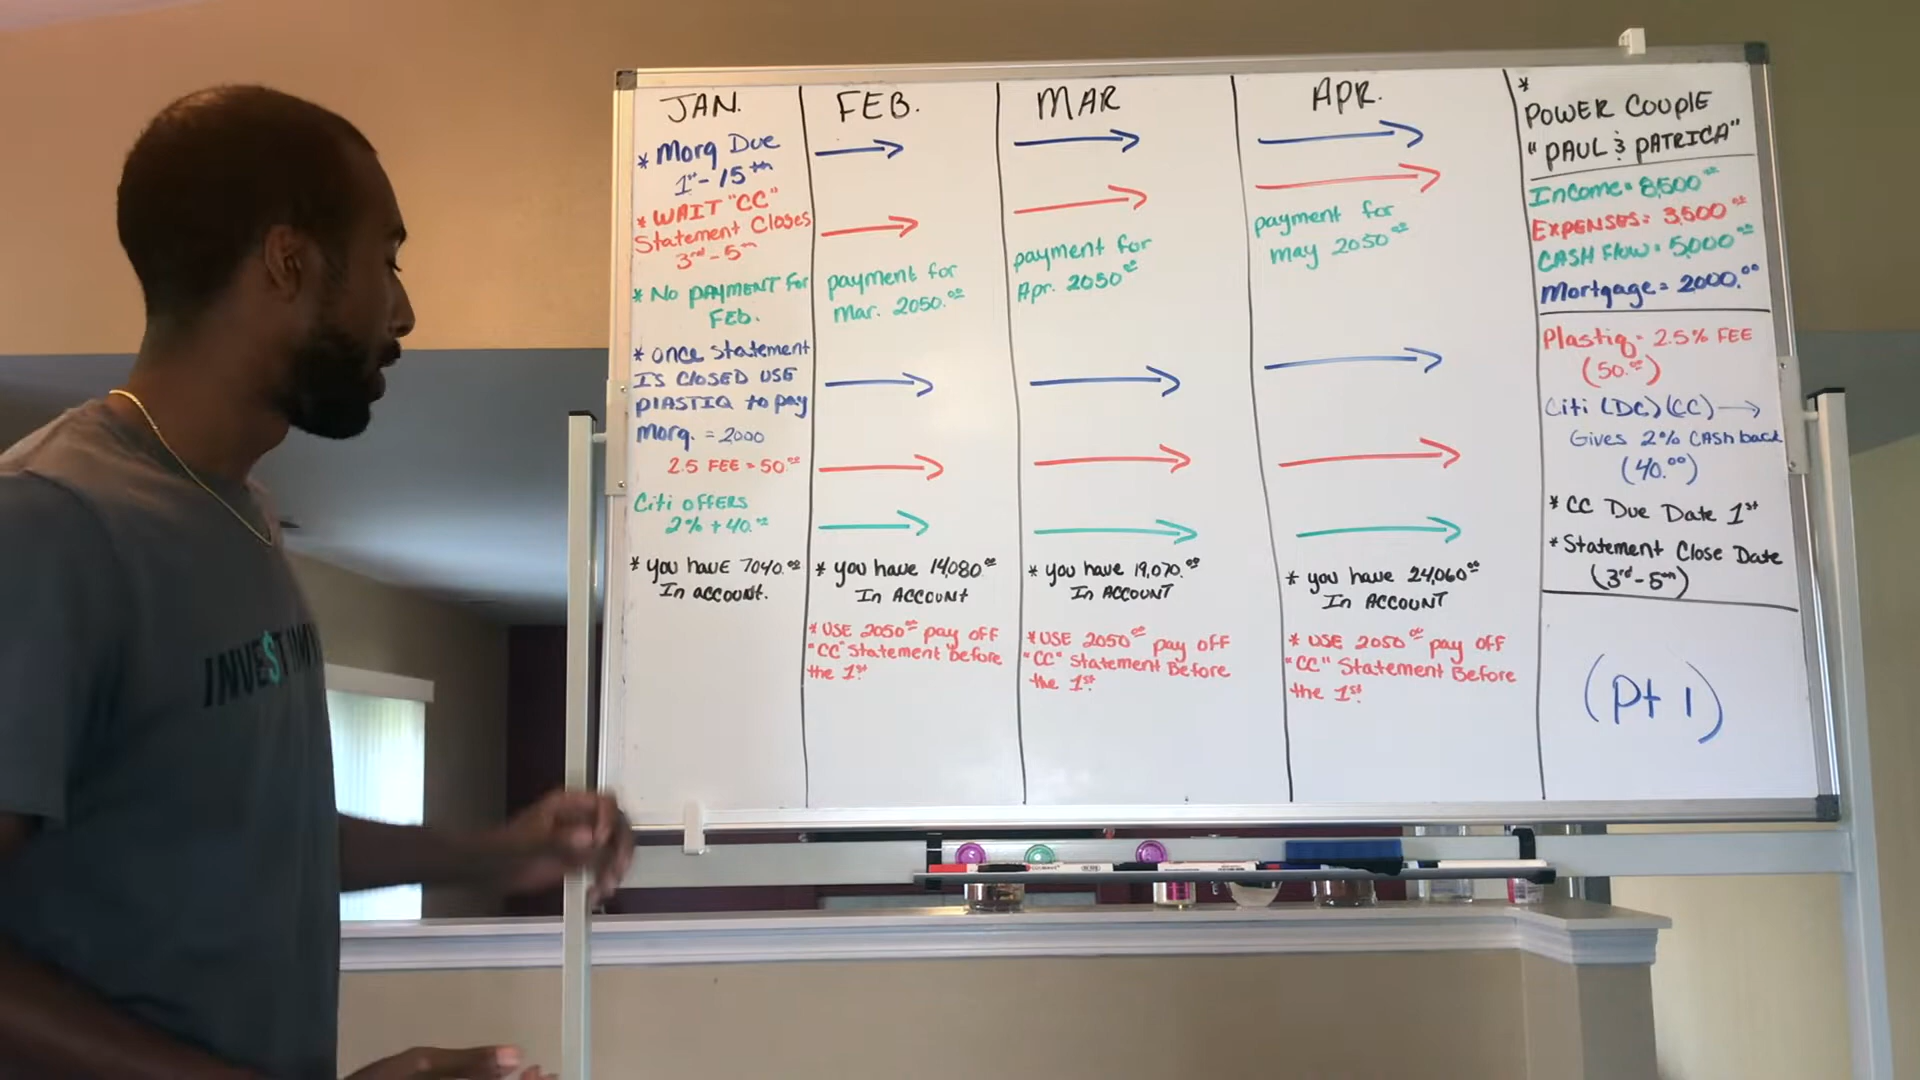 JAN.
* Morg Due
1st - 15th
* WAIT "CC"
Statement Closes
3rd - 5th
* No PAYMENT For
Feb.
* once statement
Is Closed USE
PlASTIQ to pay
Morg. = 2000
2.5 FEE = 50.00
Citi OFFERS
2% + 40.00
* you have 7040.00
In account.
FEB.
payment for
Mar. 2050.00
* you have 14,080.00
In Account
* USE 2050.00 pay off
"CC" Statement Before
the 1st
MAR
payment for
Apr. 2050.00
* you have 19,070.00
In Account
* USE 2050.00 pay off
"CC" Statement Before
the 1st
APR.
payment for
may 2050.00
* you have 24,060.00
In Account
* USE 2050.00 pay off
"CC" Statement Before
the 1st
*
POWER COUPlE
"PAUL & PATRICA"
Income = 8,500.00
EXPENSES: 3,500.00
CASH Flow = 5,000.00
Mortgage = 2000.00
Plastiq - 2.5% FEE
(50.00)
Citi (DC) (CC) →
Gives 2% Cash back
(40.00)
* CC Due Date 1st
* Statement Close Date
(3rd - 5th)
(Pt 1)